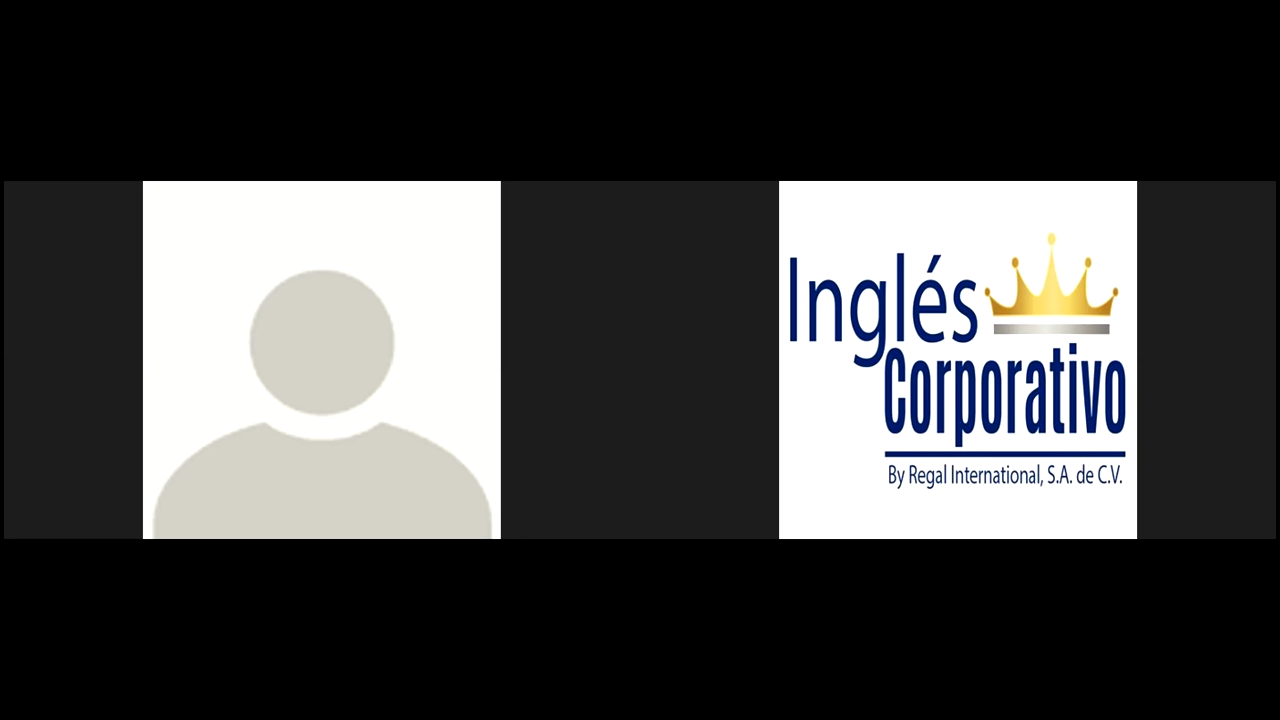 Inglés
Corporativo
By Regal International, S.A. de C.V.